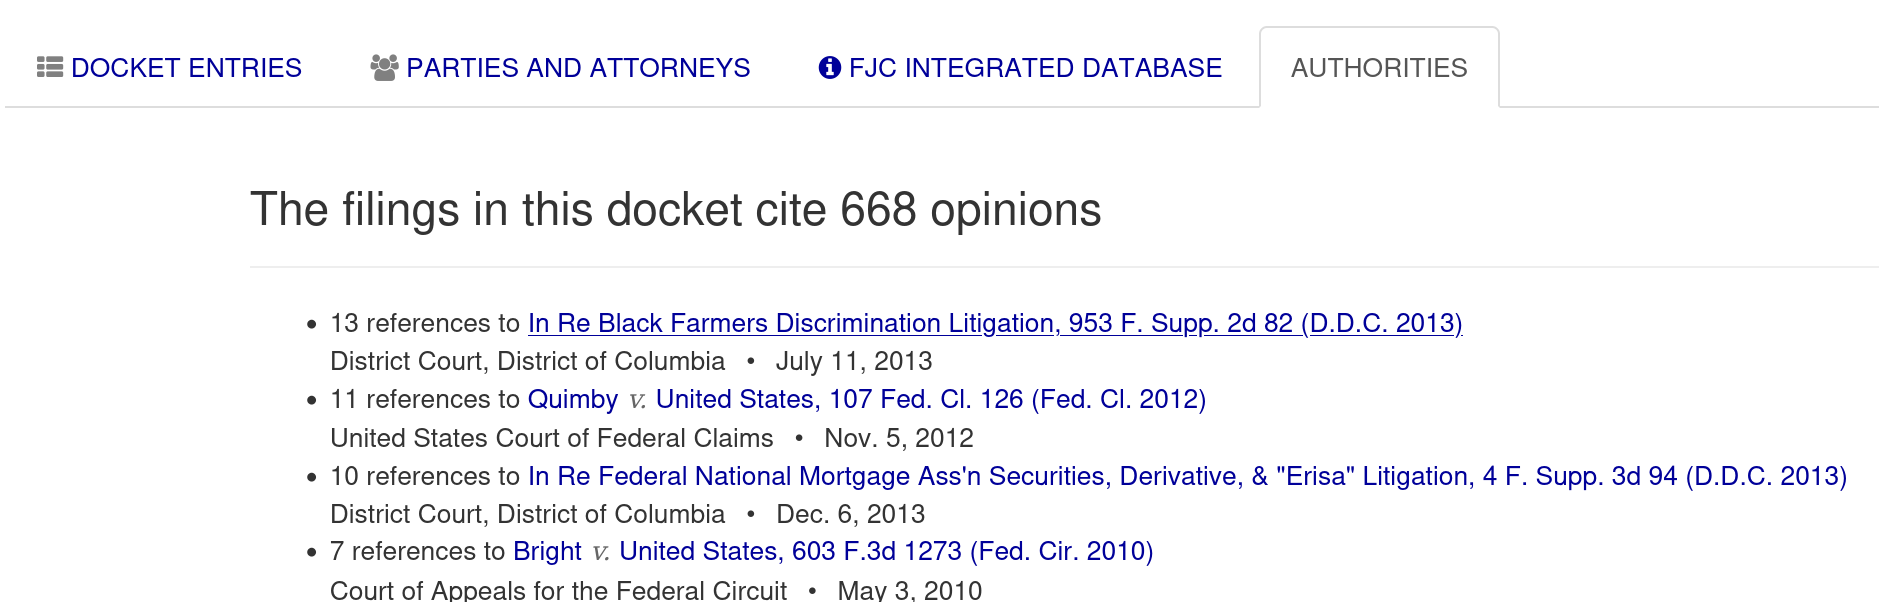 DOCKET ENTRIES PARTIES AND ATTORNEYS FJC INTEGRATED DATABASE AUTHORITIES
The filings in this docket cite 668 opinions
• 13 references to In Re Black Farmers Discrimination Litigation, 953 F. Supp. 2d 82 (D.D.C. 2013)
District Court, District of Columbia • July 11, 2013
• 11 references to Quimby v. United States, 107 Fed. Cl. 126 (Fed. Cl. 2012)
United States Court of Federal Claims • Nov. 5, 2012
• 10 references to In Re Federal National Mortgage Ass'n Securities, Derivative, & "Erisa" Litigation, 4 F. Supp. 3d 94 (D.D.C. 2013)
District Court, District of Columbia • Dec. 6, 2013
• 7 references to Bright v. United States, 603 F.3d 1273 (Fed. Cir. 2010)
Court of Appeals for the Federal Circuit • May 3, 2010